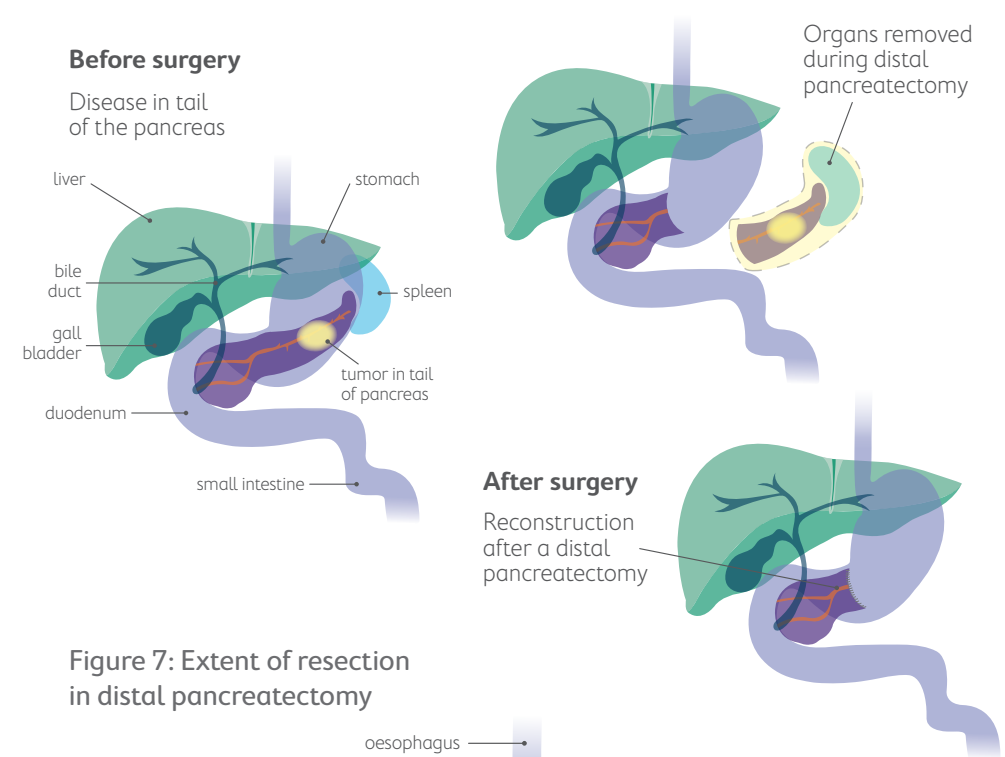 Before surgery
Disease in tail
of the pancreas
liver
stomach
bile
duct
spleen
gall
bladder
tumor in tail
of pancreas
duodenum
small intestine
Organs removed
during distal
pancreatectomy
After surgery
Reconstruction
after a distal
pancreatectomy
Figure 7: Extent of resection
in distal pancreatectomy
oesophagus